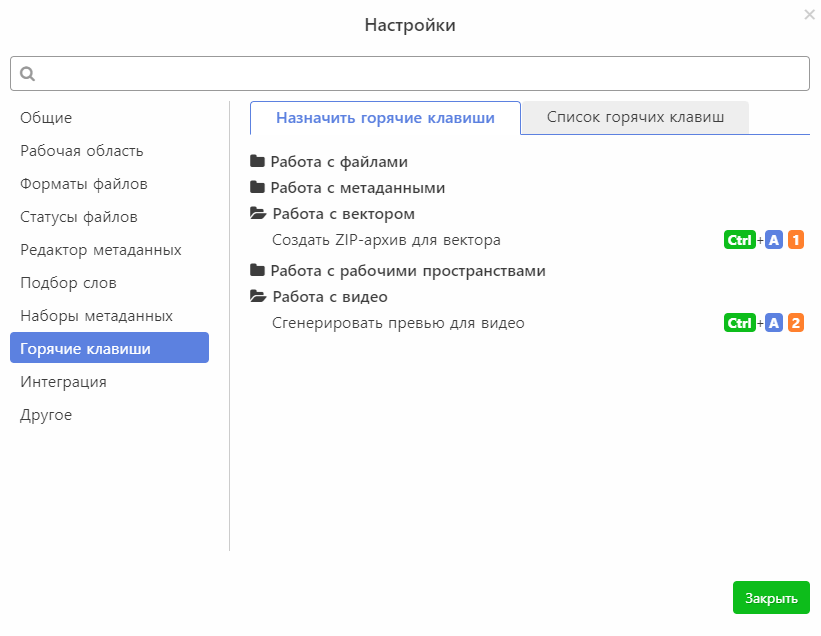 Настройки
Общие
Рабочая область
Форматы файлов
Статусы файлов
Редактор метаданных
Подбор слов
Наборы метаданных
Горячие клавиши
Интеграция
Другое
Назначить горячие клавиши
Список горячих клавиш
Работа с файлами
Работа с метаданными
Работа с вектором
Создать ZIP-архив для вектора Ctrl+A 1
Работа с рабочими пространствами
Работа с видео
Сгенерировать превью для видео Ctrl+A 2
Закрыть